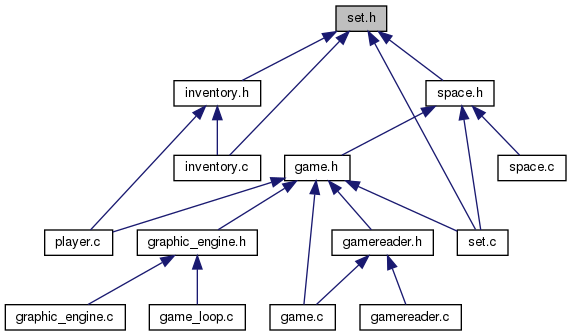 set.h
inventory.h
space.h
inventory.c
game.h
space.c
player.c
graphic_engine.h
gamereader.h
set.c
graphic_engine.c
game_loop.c
game.c
gamereader.c